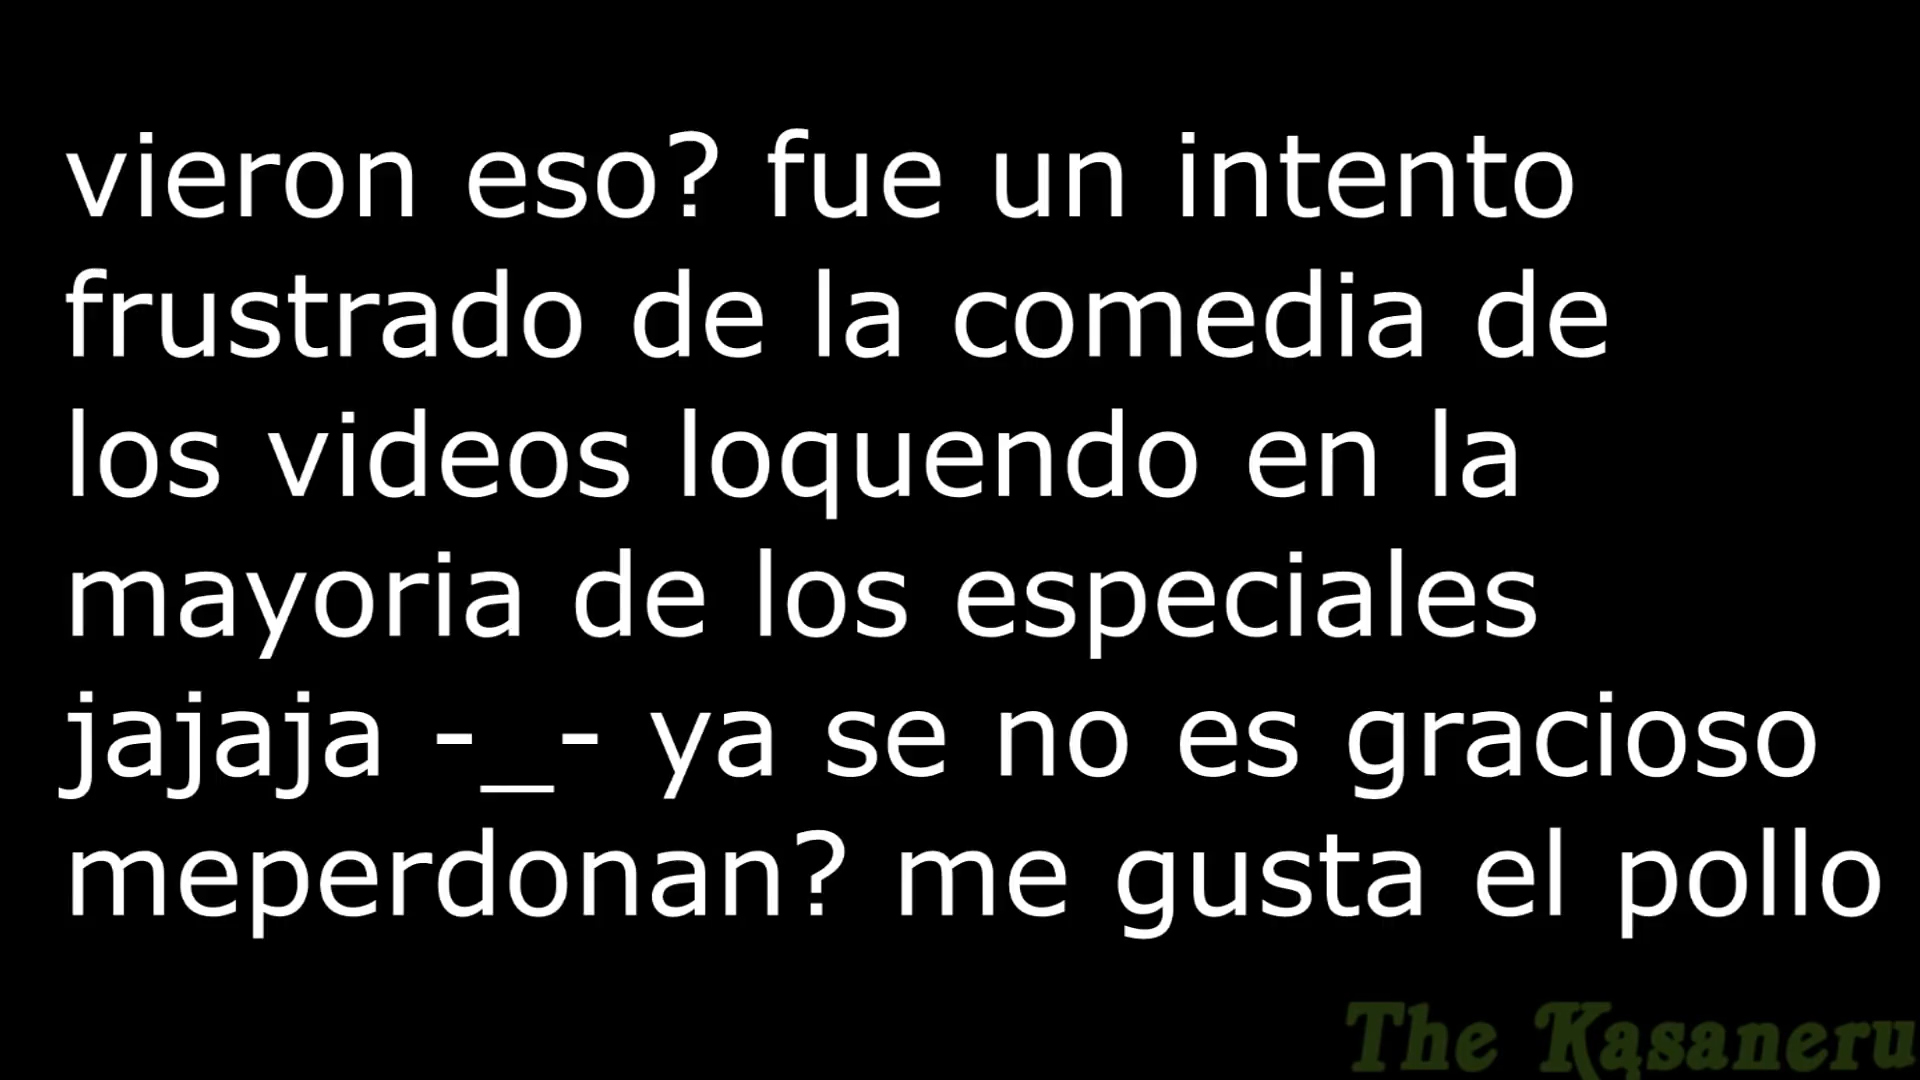 vieron eso? fue un intento
frustrado de la comedia de
los videos loquendo en la
mayoria de los especiales
jajaja -_- ya se no es gracioso
meperdonan? me gusta el pollo
The Kasaneru